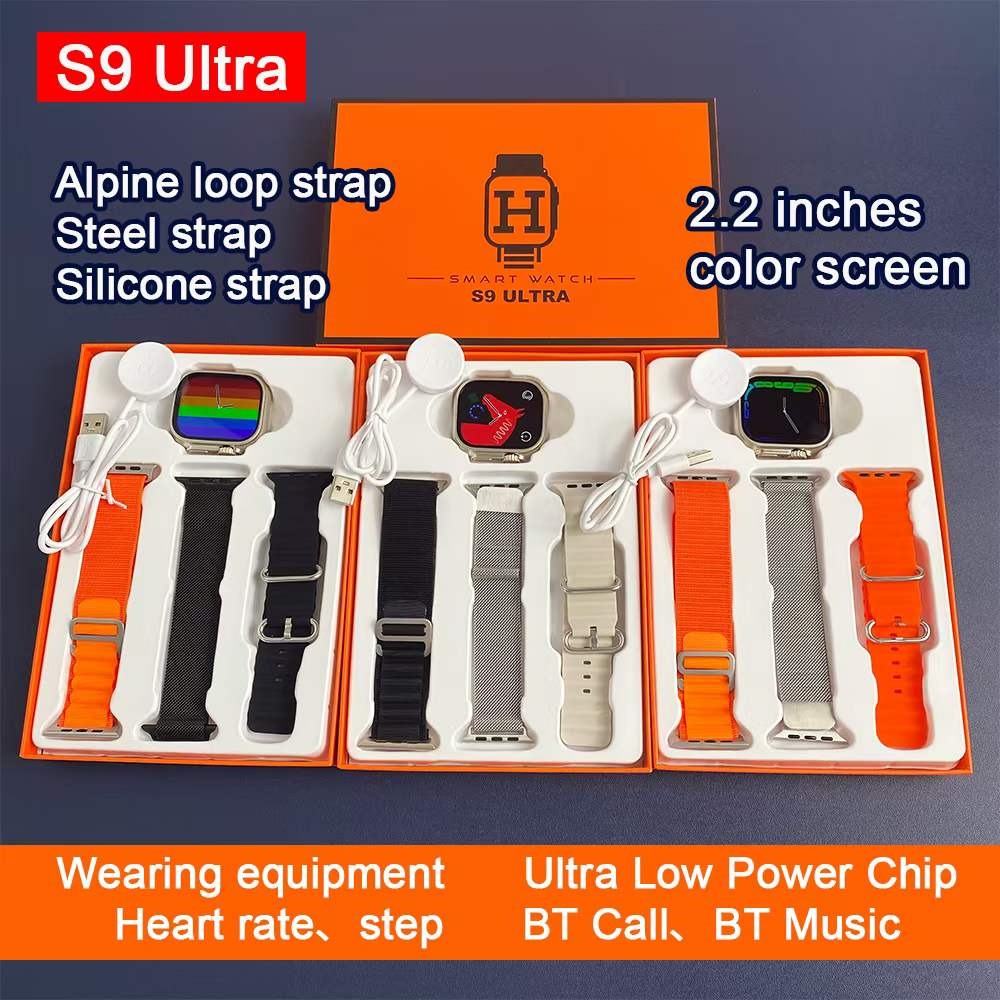 S9 Ultra
Alpine loop strap
Steel strap
Silicone strap
H
SMART WATCH
S9 ULTRA
2.2 inches
color screen
Wearing equipment
Heart rate、step
Ultra Low Power Chip
BT Call、BT Music